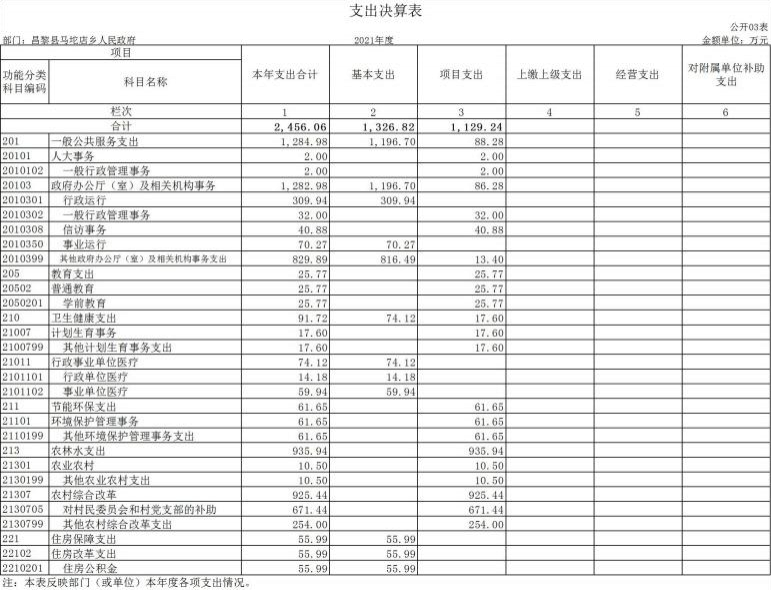 支出决算表
公开03表
部门：昌黎县马坨店乡人民政府 2021年度 金额单位：万元
项目
功能分类科目编码 科目名称 本年支出合计 基本支出 项目支出 上缴上级支出 经营支出 对附属单位补助支出
栏次 1 2 3 4 5 6
合计 2,456.06 1,326.82 1,129.24
201 一般公共服务支出 1,284.98 1,196.70 88.28
20101 人大事务 2.00 2.00
2010102 一般行政管理事务 2.00 2.00
20103 政府办公厅（室）及相关机构事务 1,282.98 1,196.70 86.28
2010301 行政运行 309.94 309.94
2010302 一般行政管理事务 32.00 32.00
2010308 信访事务 40.88 40.88
2010350 事业运行 70.27 70.27
2010399 其他政府办公厅（室）及相关机构事务支出 829.89 816.49 13.40
205 教育支出 25.77 25.77
20502 普通教育 25.77 25.77
2050201 学前教育 25.77 25.77
210 卫生健康支出 91.72 74.12 17.60
21007 计划生育事务 17.60 17.60
2100799 其他计划生育事务支出 17.60 17.60
21011 行政事业单位医疗 74.12 74.12
2101101 行政单位医疗 14.18 14.18
2101102 事业单位医疗 59.94 59.94
211 节能环保支出 61.65 61.65
21101 环境保护管理事务 61.65 61.65
2110199 其他环境保护管理事务支出 61.65 61.65
213 农林水支出 935.94 935.94
21301 农业农村 10.50 10.50
2130199 其他农业农村支出 10.50 10.50
21307 农村综合改革 925.44 925.44
2130705 对村民委员会和村党支部的补助 671.44 671.44
2130799 其他农村综合改革支出 254.00 254.00
221 住房保障支出 55.99 55.99
22102 住房改革支出 55.99 55.99
2210201 住房公积金 55.99 55.99
注：本表反映部门（或单位）本年度各项支出情况。